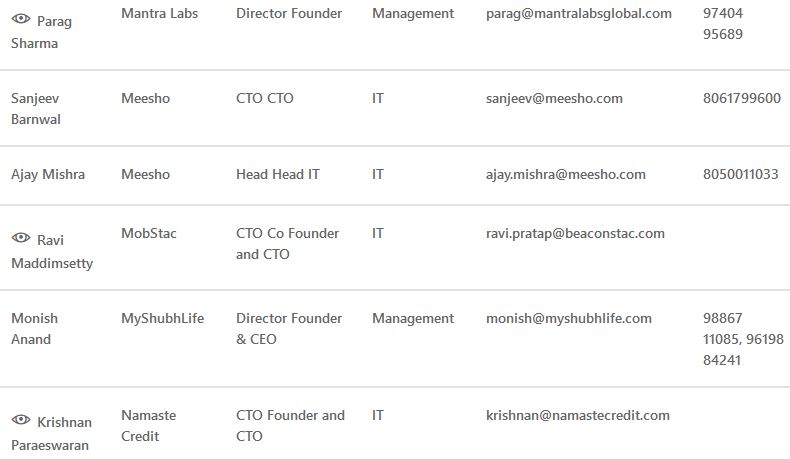 Parag Sharma Mantra Labs Director Founder Management parag@mantralabsglobal.com 97404 95689
Sanjeev Barnwal Meesho CTO CTO IT sanjeev@meesho.com 8061799600
Ajay Mishra Meesho Head Head IT IT ajay.mishra@meesho.com 8050011033
Ravi Maddimsetty MobStac CTO Co Founder and CTO IT ravi.pratap@beaconstac.com
Monish Anand MyShubhLife Director Founder & CEO Management monish@myshubhlife.com 98867 11085, 96198 84241
Krishnan Paraeswaran Namaste Credit CTO Founder and CTO IT krishnan@namastecredit.com